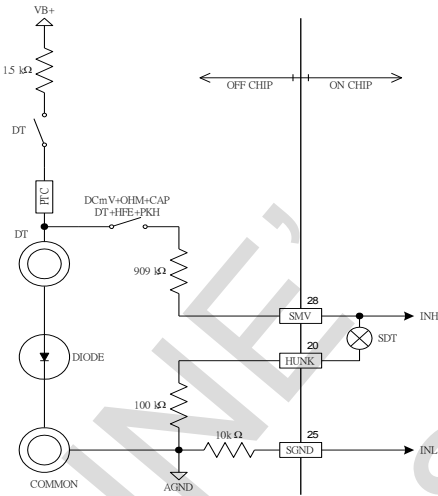 VB+
1.5 kΩ
OFF CHIP
ON CHIP
DT
PTC
DCmV+OHM+CAP
DT+HFE+PKH
DT
909 kΩ
28
SMV
INH
SDT
20
HUNK
DIODE
100 kΩ
10k Ω
25
SGND
INL
COMMON
AGND